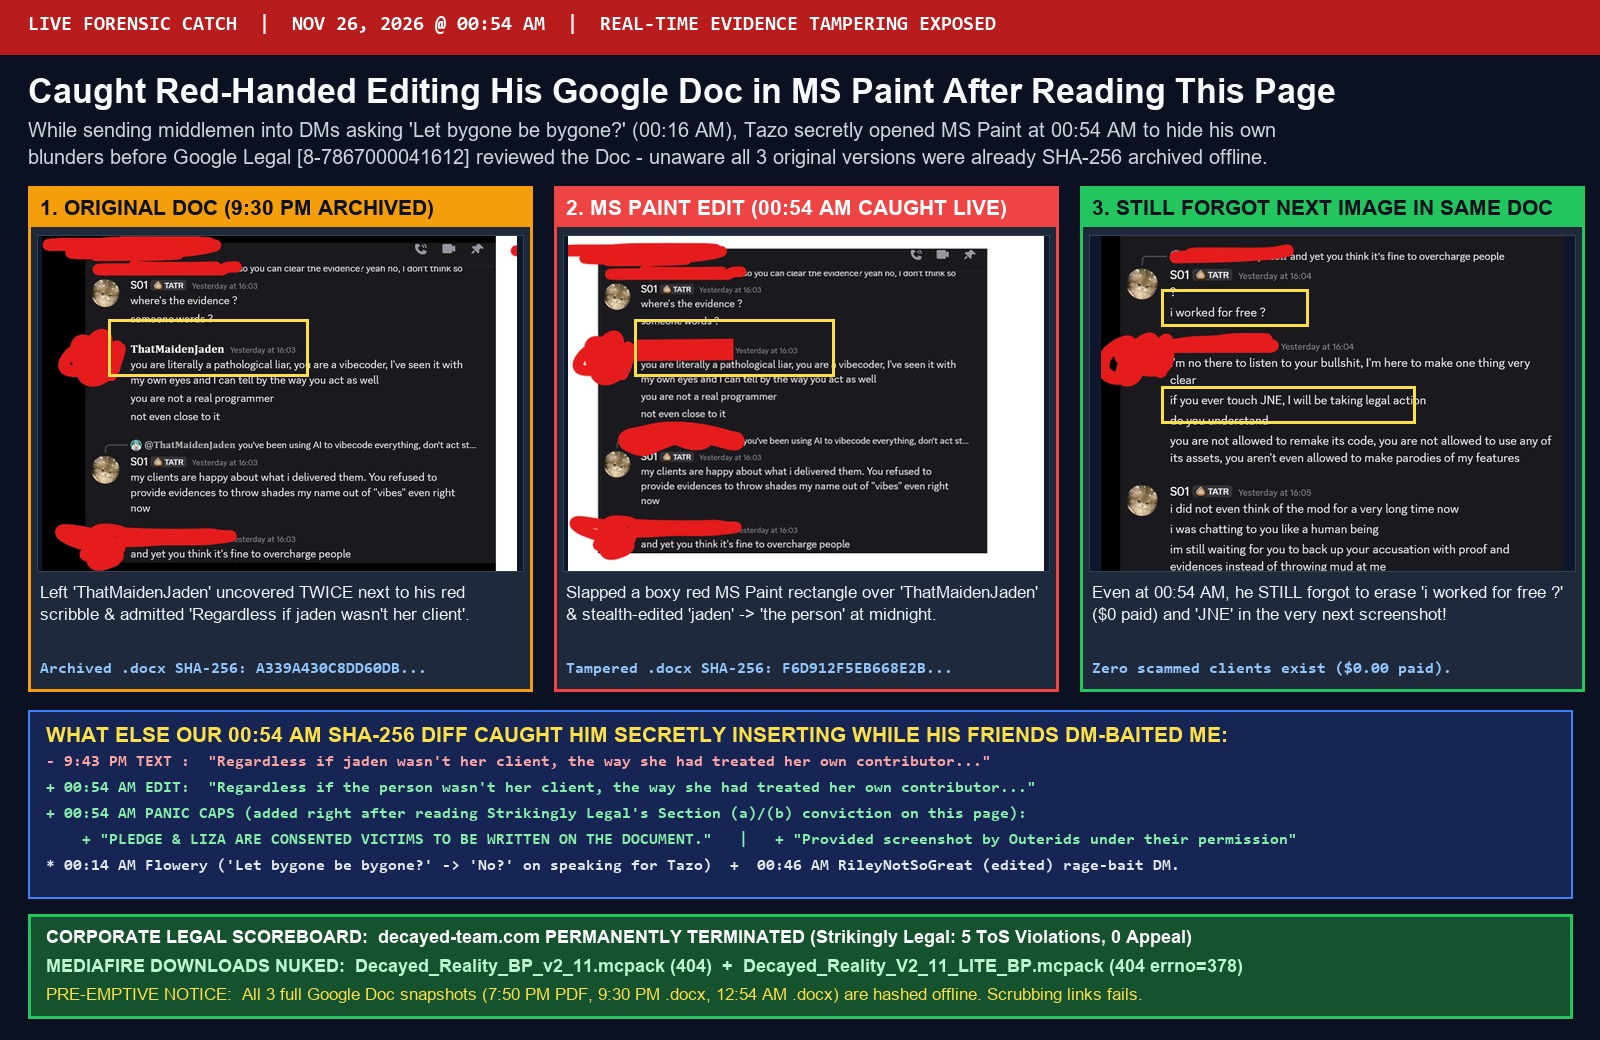 LIVE FORENSIC CATCH | NOV 26, 2026 @ 00:54 AM | REAL-TIME EVIDENCE TAMPERING EXPOSED
Caught Red-Handed Editing His Google Doc in MS Paint After Reading This Page
While sending middlemen into DMs asking 'Let bygone be bygone?' (00:16 AM), Tazo secretly opened MS Paint at 00:54 AM to hide his own
blunders before Google Legal [8-7867000041612] reviewed the Doc - unaware all 3 original versions were already SHA-256 archived offline.
1. ORIGINAL DOC (9:30 PM ARCHIVED)
so you can clear the evidence? yeah no, I don't think so
S01 TATR Yesterday at 16:03
where's the evidence ?
someone words ?
ThatMaidenJaden Yesterday at 16:03
you are literally a pathological liar, you are a vibecoder, I've seen it with
my own eyes and I can tell by the way you act as well
you are not a real programmer
not even close to it
@ThatMaidenJaden you've been using AI to vibecode everything, don't act st...
S01 TATR Yesterday at 16:03
my clients are happy about what i delivered them. You refused to
provide evidences to throw shades my name out of "vibes" even right
now
esterday at 16:03
and yet you think it's fine to overcharge people
Left 'ThatMaidenJaden' uncovered TWICE next to his red
scribble & admitted 'Regardless if jaden wasn't her client'.
Archived .docx SHA-256: A339A430C8DD60DB...
2. MS PAINT EDIT (00:54 AM CAUGHT LIVE)
so you can clear the evidence? yeah no, I don't think so
S01 TATR Yesterday at 16:03
where's the evidence ?
someone words ?
Yesterday at 16:03
you are literally a pathological liar, you are a vibecoder, I've seen it with
my own eyes and I can tell by the way you act as well
you are not a real programmer
not even close to it
you've been using AI to vibecode everything, don't act st...
S01 TATR Yesterday at 16:03
my clients are happy about what i delivered them. You refused to
provide evidences to throw shades my name out of "vibes" even right
now
esterday at 16:03
and yet you think it's fine to overcharge people
Slapped a boxy red MS Paint rectangle over 'ThatMaidenJaden'
& stealth-edited 'jaden' -> 'the person' at midnight.
Tampered .docx SHA-256: F6D912F5EB668E2B...
3. STILL FORGOT NEXT IMAGE IN SAME DOC
and yet you think it's fine to overcharge people
S01 TATR Yesterday at 16:04
?
i worked for free ?
Yesterday at 16:04
I'm no there to listen to your bullshit, I'm here to make one thing very
clear
if you ever touch JNE, I will be taking legal action
do you understand
you are not allowed to remake its code, you are not allowed to use any of
its assets, you aren't even allowed to make parodies of my features
S01 TATR Yesterday at 16:05
i did not even think of the mod for a very long time now
i was chatting to you like a human being
im still waiting for you to back up your accusation with proof and
evidences instead of throwing mud at me
Even at 00:54 AM, he STILL forgot to erase 'i worked for free ?'
($0 paid) and 'JNE' in the very next screenshot!
Zero scammed clients exist ($0.00 paid).
WHAT ELSE OUR 00:54 AM SHA-256 DIFF CAUGHT HIM SECRETLY INSERTING WHILE HIS FRIENDS DM-BAITED ME:
- 9:43 PM TEXT : "Regardless if jaden wasn't her client, the way she had treated her own contributor..."
+ 00:54 AM EDIT: "Regardless if the person wasn't her client, the way she had treated her own contributor..."
+ 00:54 AM PANIC CAPS (added right after reading Strikingly Legal's Section (a)/(b) conviction on this page):
+ "PLEDGE & LIZA ARE CONSENTED VICTIMS TO BE WRITTEN ON THE DOCUMENT." | + "Provided screenshot by Outerids under their permission"
* 00:14 AM Flowery ('Let bygone be bygone?' -> 'No?' on speaking for Tazo) + 00:46 AM RileyNotSoGreat (edited) rage-bait DM.
CORPORATE LEGAL SCOREBOARD: decayed-team.com PERMANENTLY TERMINATED (Strikingly Legal: 5 ToS Violations, 0 Appeal)
MEDIAFIRE DOWNLOADS NUKED: Decayed_Reality_BP_v2_11.mcpack (404) + Decayed_Reality_V2_11_LITE_BP.mcpack (404 errno=378)
PRE-EMPTIVE NOTICE: All 3 full Google Doc snapshots (7:50 PM PDF, 9:30 PM .docx, 12:54 AM .docx) are hashed offline. Scrubbing links fails.